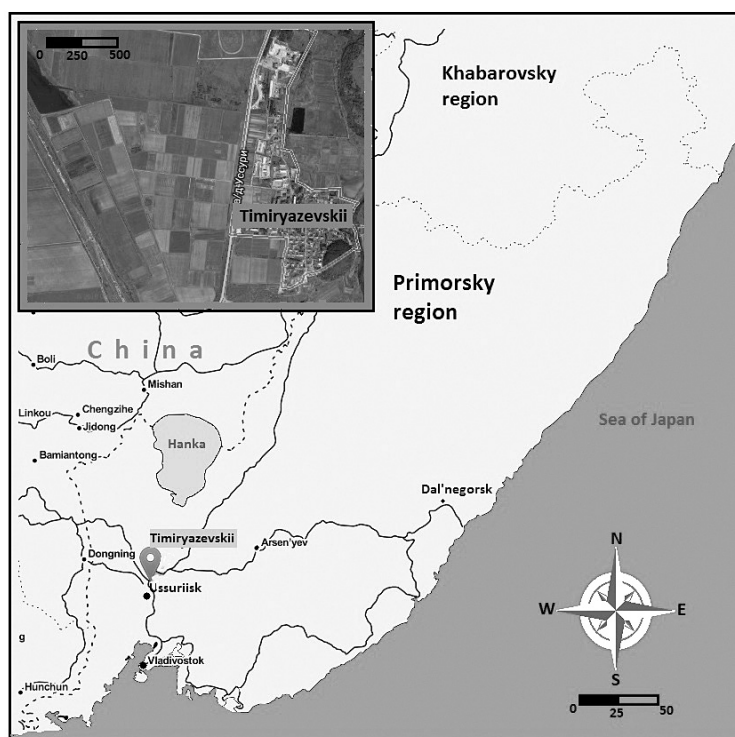 0 250 500
а/д Уссури
Timiryazevskii
Khabarovsky
region
Primorsky
region
China
Boli
Mishan
Linkou
Chengzihe
Jidong
Hanka
Bamiantong
Sea of Japan
Dal'negorsk
Timiryazevskii
Arsen'yev
Dongning
Ussuriisk
N
W
E
S
g
Vladivostok
Hunchun
0 25 50